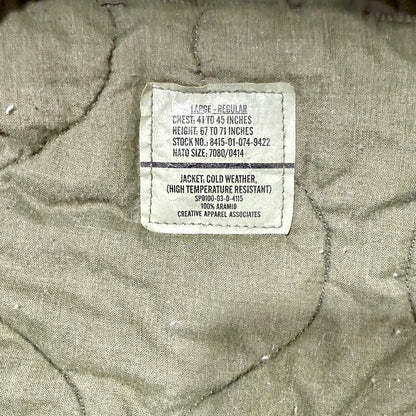 LARGE - REGULAR
CHEST: 41 TO 45 INCHES
HEIGHT: 67 TO 71 INCHES
STOCK NO.: 8415-01-074-9422
NATO SIZE: 7080/0414
JACKET, COLD WEATHER,
(HIGH TEMPERATURE RESISTANT)
SP0100-03-D-4115
100% ARAMID
CREATIVE APPAREL ASSOCIATES